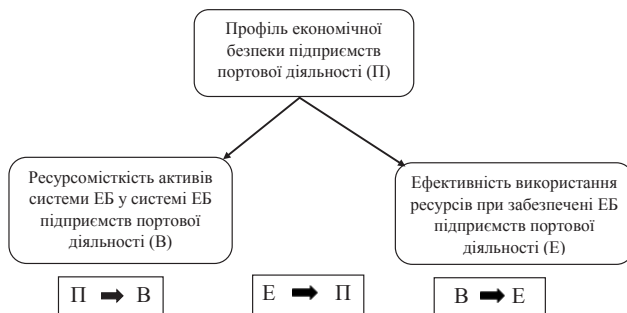 Профіль економічної
безпеки підприємств
портової діяльності (П)
Ресурсомісткість активів
системи ЕБ у системі ЕБ
підприємств портової
діяльності (В)
Ефективність використання
ресурсів при забезпечені ЕБ
підприємств портової
діяльності (Е)
П ➡ В
Е ➡ П
В ➡ Е